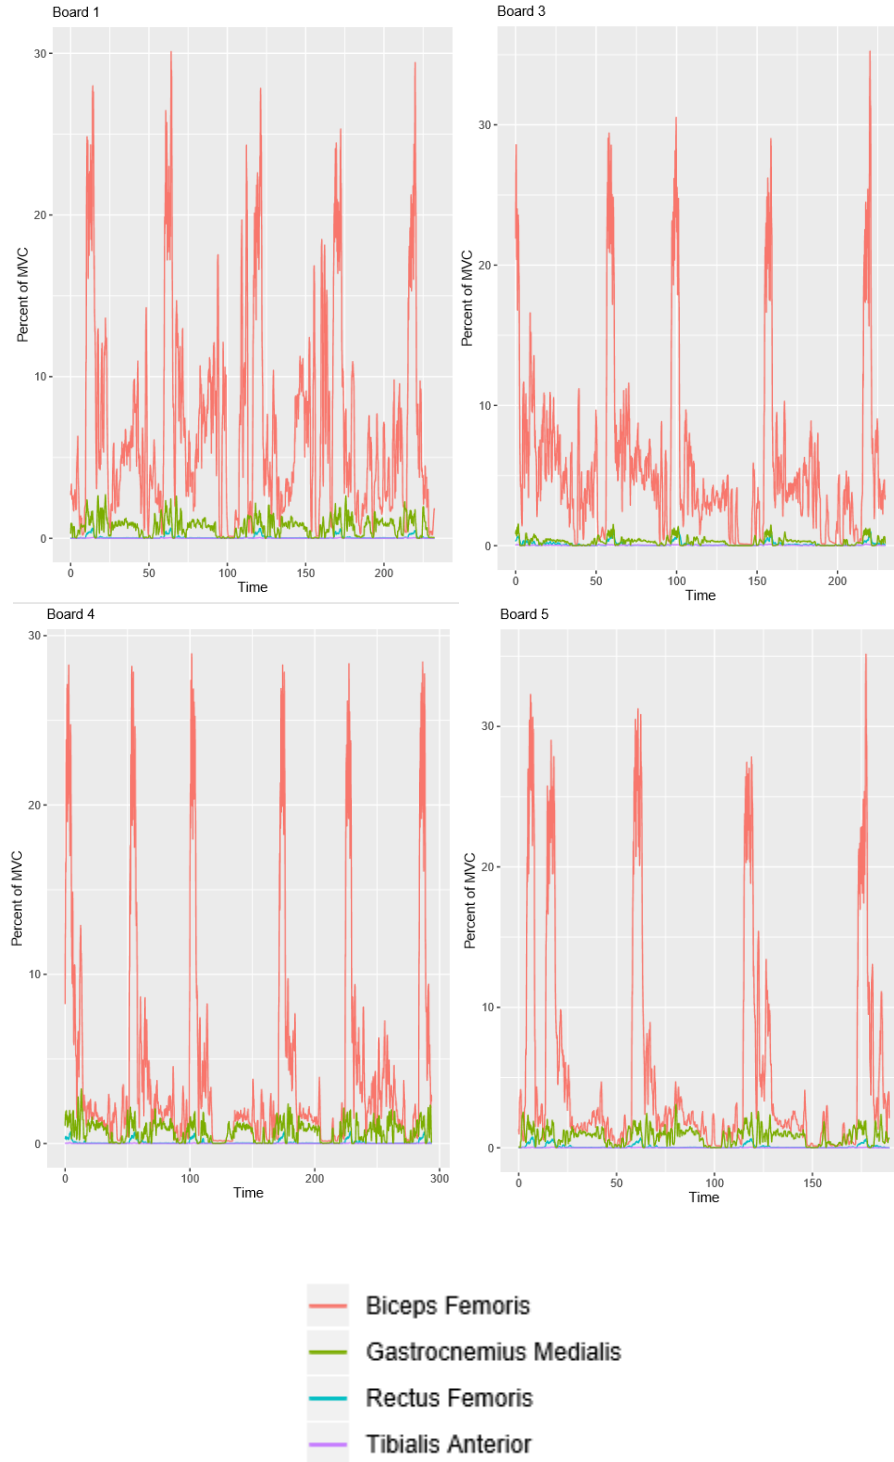 Board 1
Percent of MVC
30
20
10
0
0 50 100 150 200
Time
Board 3
Percent of MVC
30
20
10
0
0 50 100 150 200
Time
Board 4
Percent of MVC
30
20
10
0
0 100 200 300
Time
Board 5
Percent of MVC
30
20
10
0
0 50 100 150
Time
Biceps Femoris
Gastrocnemius Medialis
Rectus Femoris
Tibialis Anterior